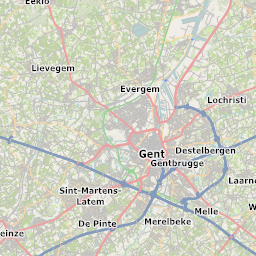 Eeklo
Lievegem
Evergem
Lochristi
Gent
Destelbergen
Gentbrugge
Sint-Martens-
Latem
Laarne
Melle
De Pinte
Merelbeke
einze
W